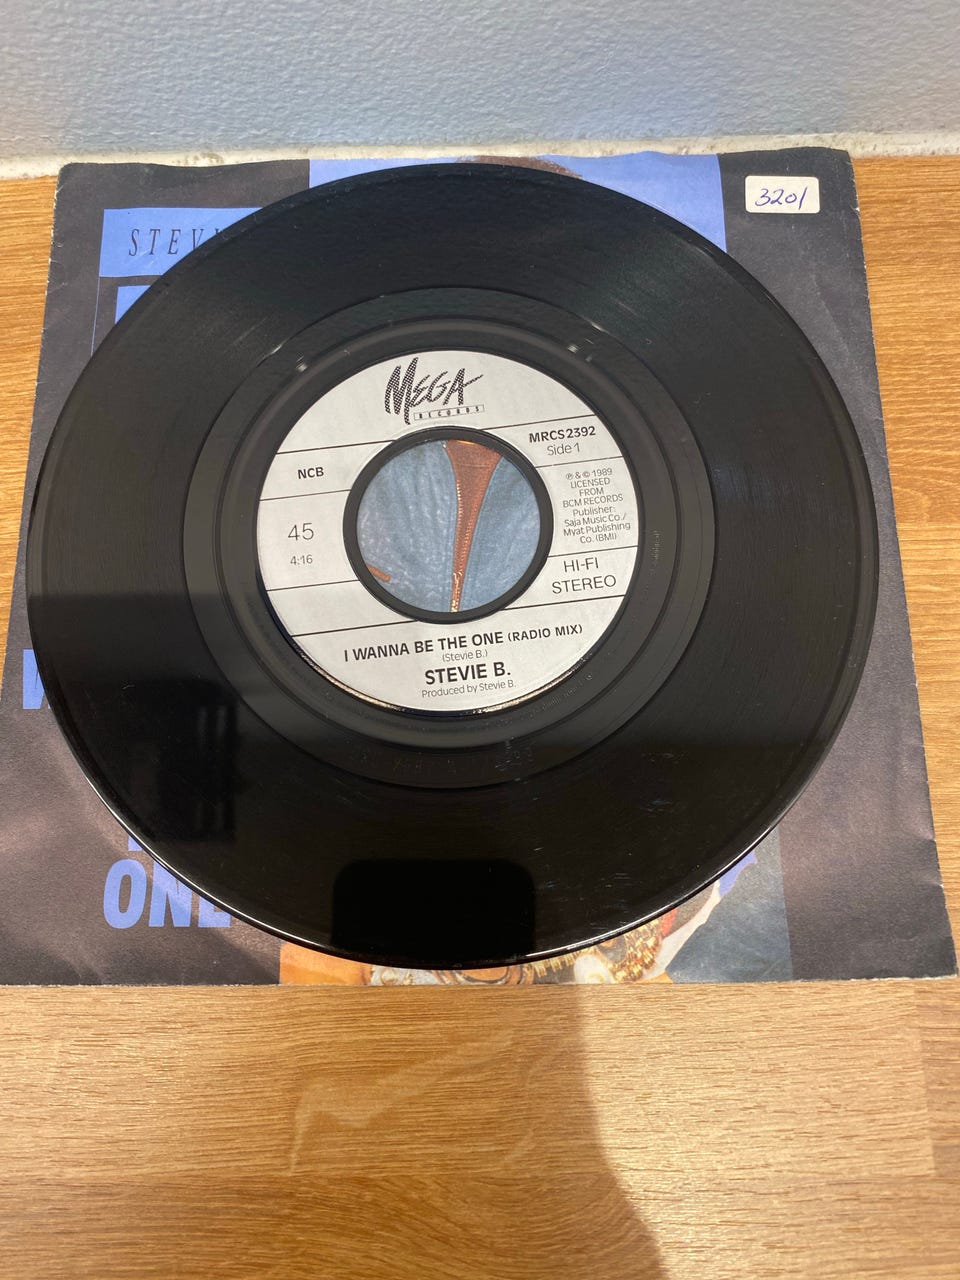 3201
STEVI
MEGA
RECORDS
MRCS2392
Side 1
NCB
℗ & © 1989
LICENSED
FROM
BCM RECORDS
Publisher:
Saja Music Co./
Myat Publishing
Co. (BMI)
45
4:16
HI-FI
STEREO
I WANNA BE THE ONE (RADIO MIX)
(Stevie B.)
STEVIE B.
Produced by Stevie B.
ONE